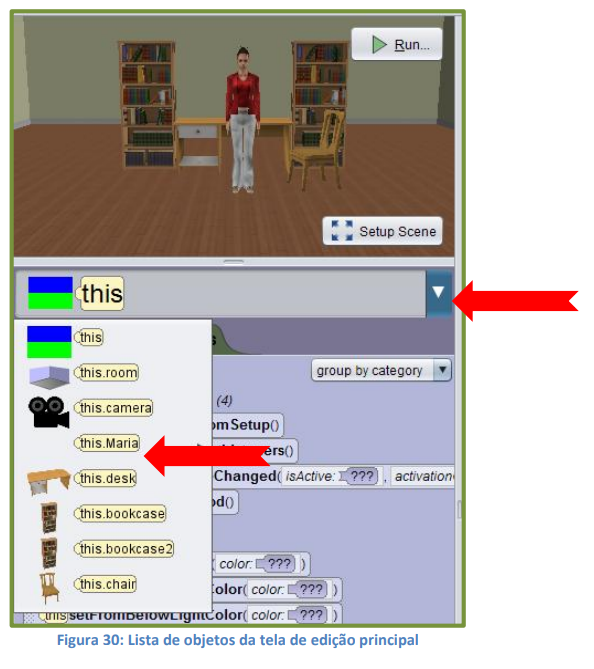 Run...
Setup Scene
this
this
this.room
group by category
this.camera
(4)
omSetup()
this.Maria
ers()
this.desk
Changed( isActive: ??? , activation
this.bookcase
od()
this.bookcase2
( color: ??? )
this.chair
olor( color: ??? )
this setFromBelowLightColor( color: ??? )
Figura 30: Lista de objetos da tela de edição principal